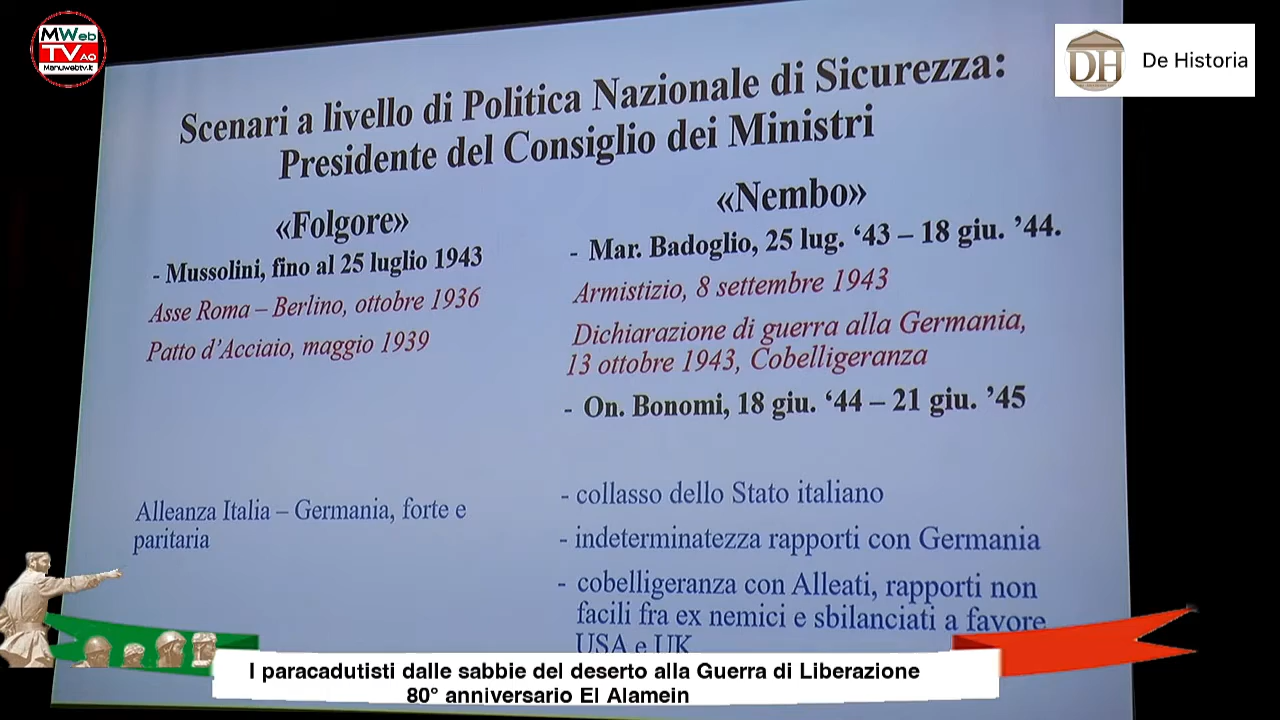 MWeb
TV AQ
Manuwebtv.it
DH
De Historia
Scenari a livello di Politica Nazionale di Sicurezza:
Presidente del Consiglio dei Ministri
«Folgore»
- Mussolini, fino al 25 luglio 1943
Asse Roma – Berlino, ottobre 1936
Patto d’Acciaio, maggio 1939
Alleanza Italia – Germania, forte e
paritaria
«Nembo»
- Mar. Badoglio, 25 lug. ‘43 – 18 giu. ’44.
Armistizio, 8 settembre 1943
Dichiarazione di guerra alla Germania,
13 ottobre 1943, Cobelligeranza
- On. Bonomi, 18 giu. ‘44 – 21 giu. ’45
- collasso dello Stato italiano
- indeterminatezza rapporti con Germania
- cobelligeranza con Alleati, rapporti non
facili fra ex nemici e sbilanciati a favore
USA e UK
I paracadutisti dalle sabbie del deserto alla Guerra di Liberazione
80° anniversario El Alamein